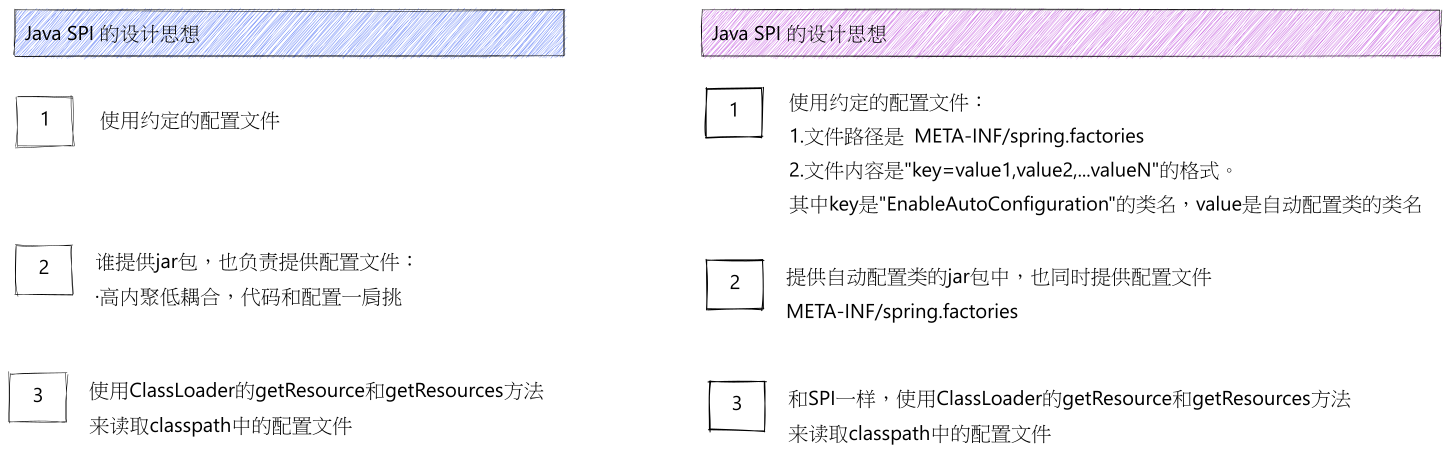 Java SPI 的设计思想
1
使用约定的配置文件
2
谁提供jar包，也负责提供配置文件：
·高内聚低耦合，代码和配置一肩挑
3
使用ClassLoader的getResource和getResources方法
来读取classpath中的配置文件
Java SPI 的设计思想
1
使用约定的配置文件：
1.文件路径是 META-INF/spring.factories
2.文件内容是"key=value1,value2,...valueN"的格式。
其中key是"EnableAutoConfiguration"的类名，value是自动配置类的类名
2
提供自动配置类的jar包中，也同时提供配置文件
META-INF/spring.factories
3
和SPI一样，使用ClassLoader的getResource和getResources方法
来读取classpath中的配置文件